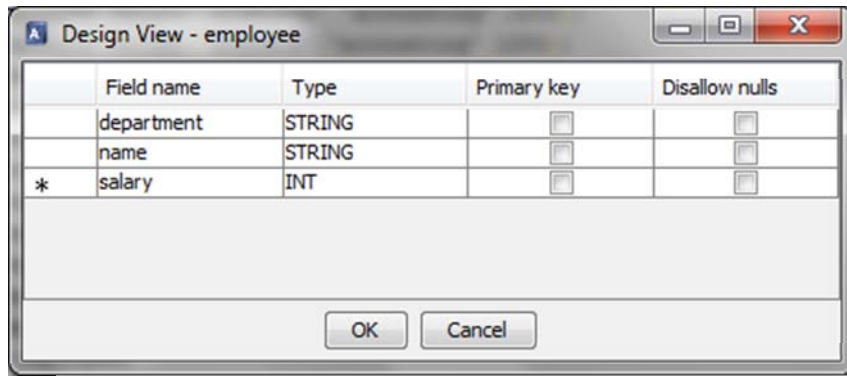 Design View - employee
Field name Type Primary key Disallow nulls
department STRING
name STRING
* salary INT
OK Cancel